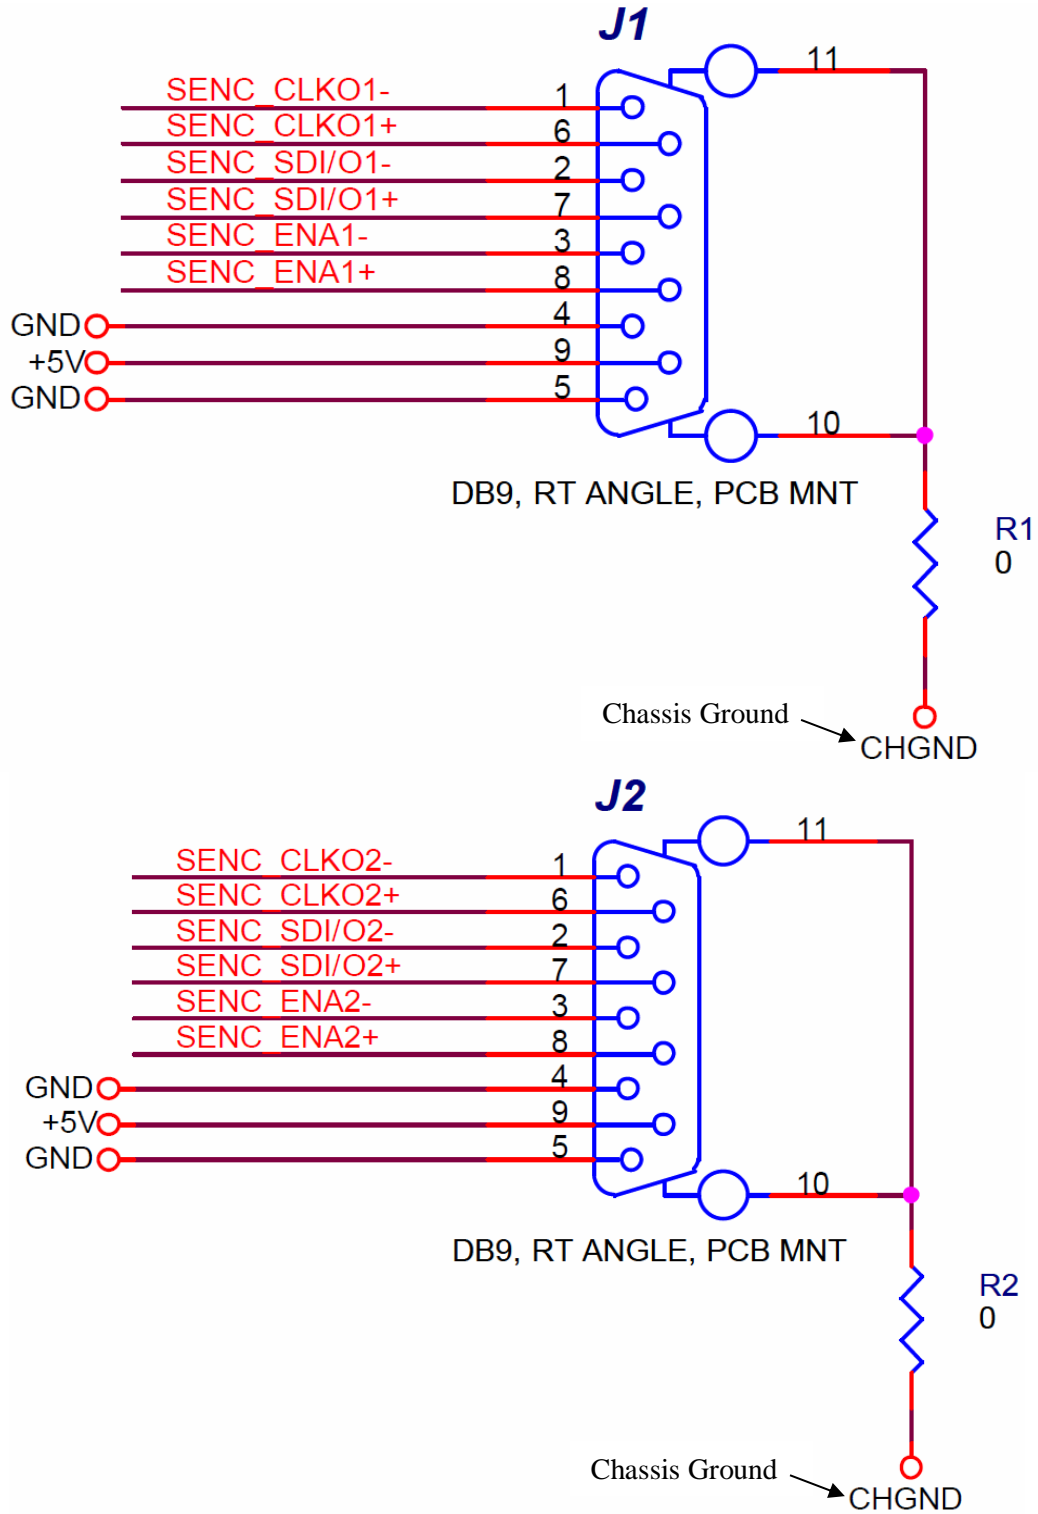 J1
11
SENC_CLKO1- 1
SENC_CLKO1+ 6
SENC_SDI/O1- 2
SENC_SDI/O1+ 7
SENC_ENA1- 3
SENC_ENA1+ 8
GND 4
+5V 9
GND 5
10
DB9, RT ANGLE, PCB MNT
R1
0
Chassis Ground
CHGND
J2
11
SENC_CLKO2- 1
SENC_CLKO2+ 6
SENC_SDI/O2- 2
SENC_SDI/O2+ 7
SENC_ENA2- 3
SENC_ENA2+ 8
GND 4
+5V 9
GND 5
10
DB9, RT ANGLE, PCB MNT
R2
0
Chassis Ground
CHGND